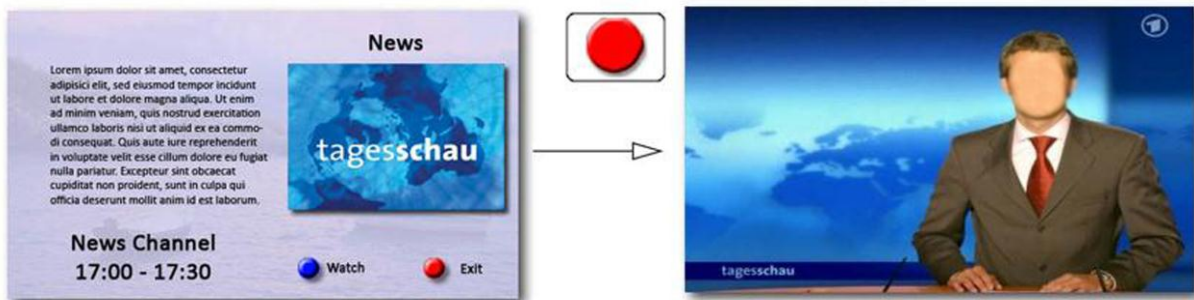 News
Lorem ipsum dolor sit amet, consectetur
adipisici elit, sed eiusmod tempor incidunt
ut labore et dolore magna aliqua. Ut enim
ad minim veniam, quis nostrud exercitation
ullamco laboris nisi ut aliquid ex ea commo-
di consequat. Quis aute iure reprehenderit
in voluptate velit esse cillum dolore eu fugiat
nulla pariatur. Excepteur sint obcaecat
cupiditat non proident, sunt in culpa qui
officia deserunt mollit anim id est laborum.
tagesschau
News Channel
17:00 - 17:30
Watch
Exit
1
tagesschau